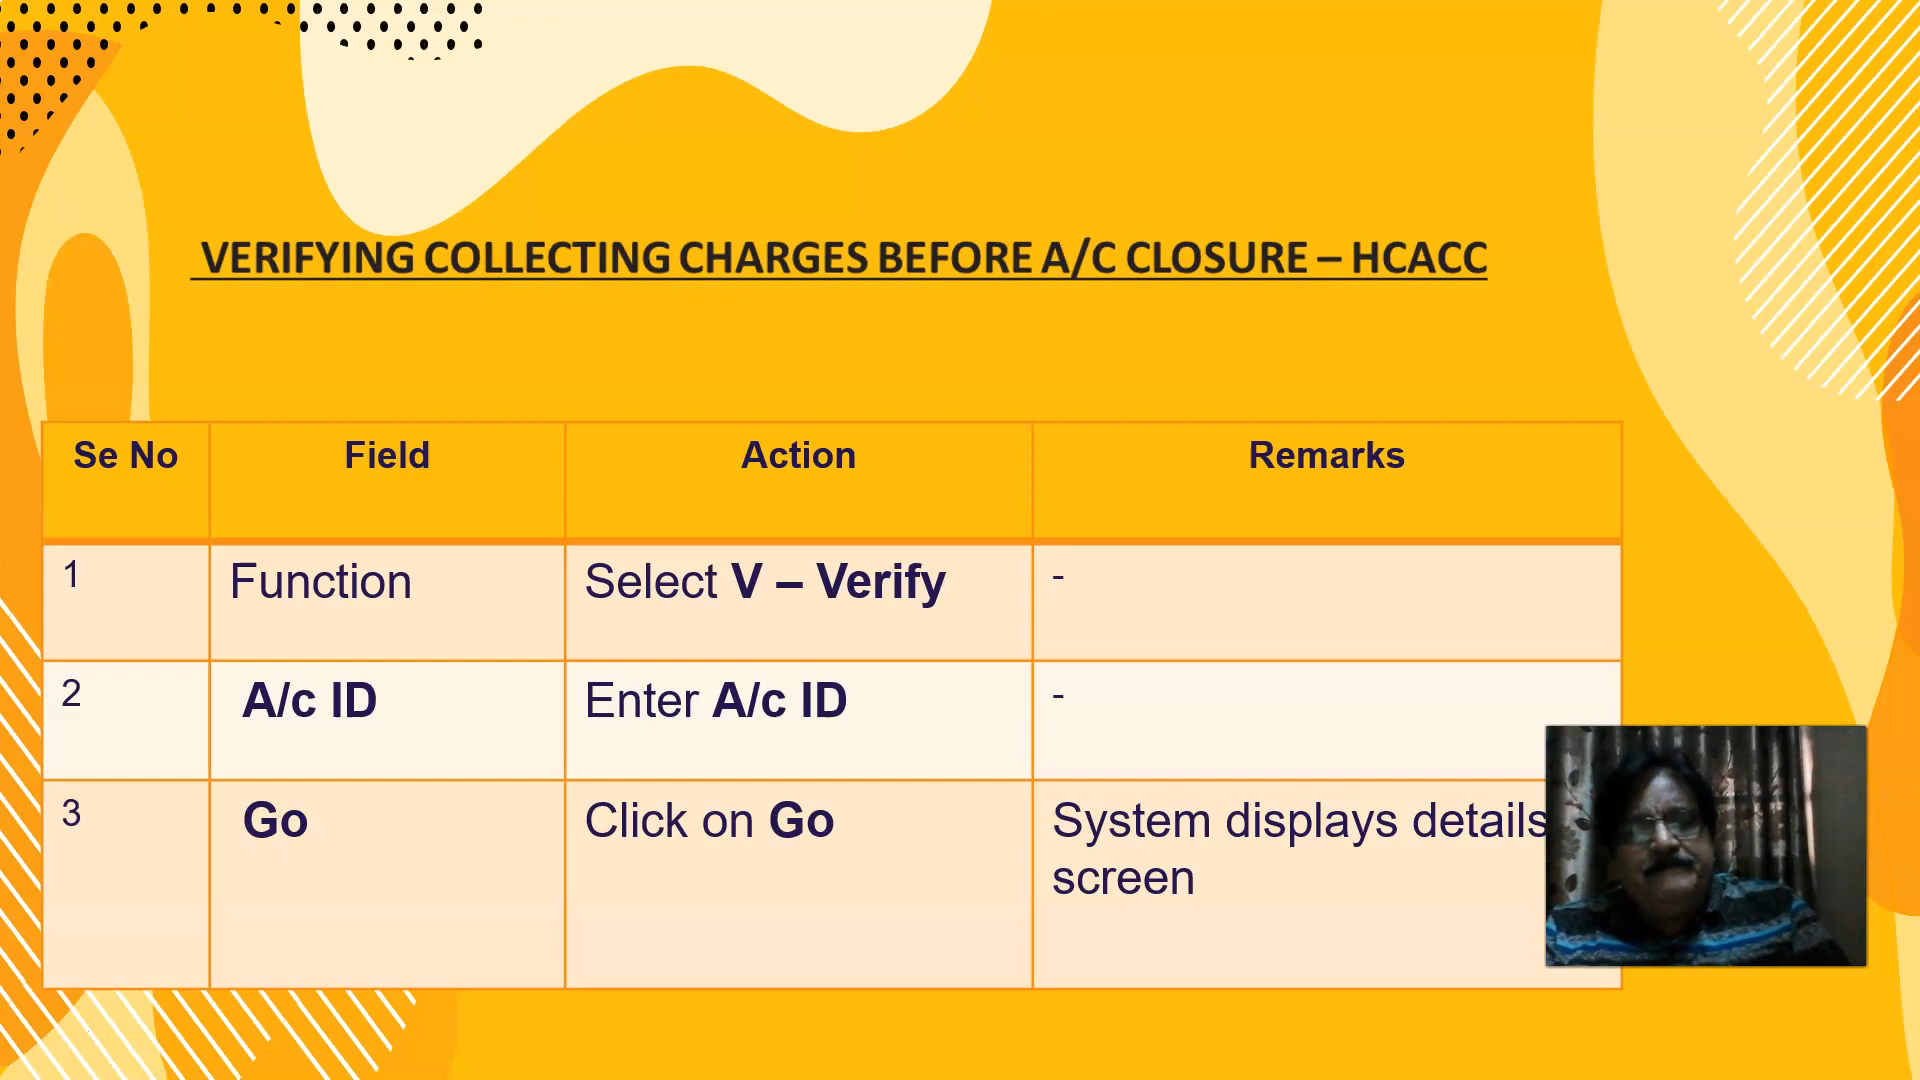 VERIFYING COLLECTING CHARGES BEFORE A/C CLOSURE – HCACC
Se No Field Action Remarks
1 Function Select V – Verify -
2 A/c ID Enter A/c ID -
3 Go Click on Go System displays details
screen